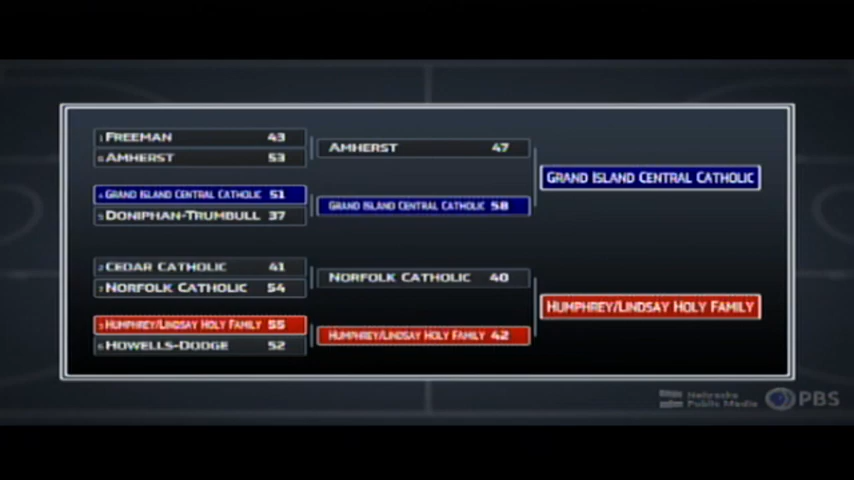 1 FREEMAN 43
8 AMHERST 53
4 GRAND ISLAND CENTRAL CATHOLIC 51
5 DONIPHAN-TRUMBULL 37
2 CEDAR CATHOLIC 41
7 NORFOLK CATHOLIC 54
3 HUMPHREY/LINDSAY HOLY FAMILY 55
6 HOWELLS-DODGE 52
AMHERST 47
GRAND ISLAND CENTRAL CATHOLIC 58
NORFOLK CATHOLIC 40
HUMPHREY/LINDSAY HOLY FAMILY 42
GRAND ISLAND CENTRAL CATHOLIC
HUMPHREY/LINDSAY HOLY FAMILY
Nebraska
Public Media
PBS